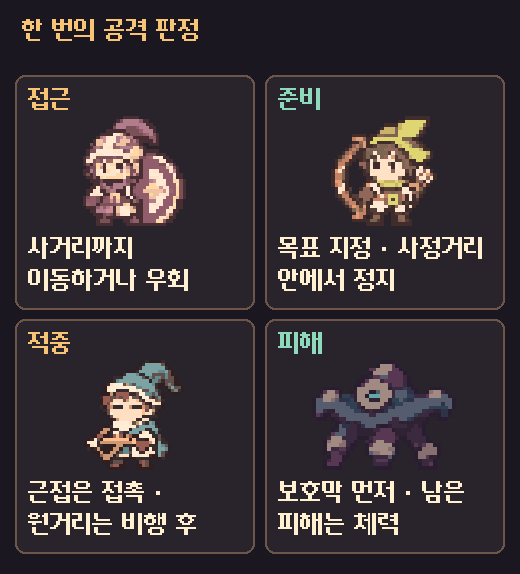 한 번의 공격 판정
접근
사거리까지
이동하거나 우회
준비
목표 지정 · 사정거리
안에서 정지
적중
근접은 접촉 ·
원거리는 비행 후
피해
보호막 먼저 · 남은
피해는 체력